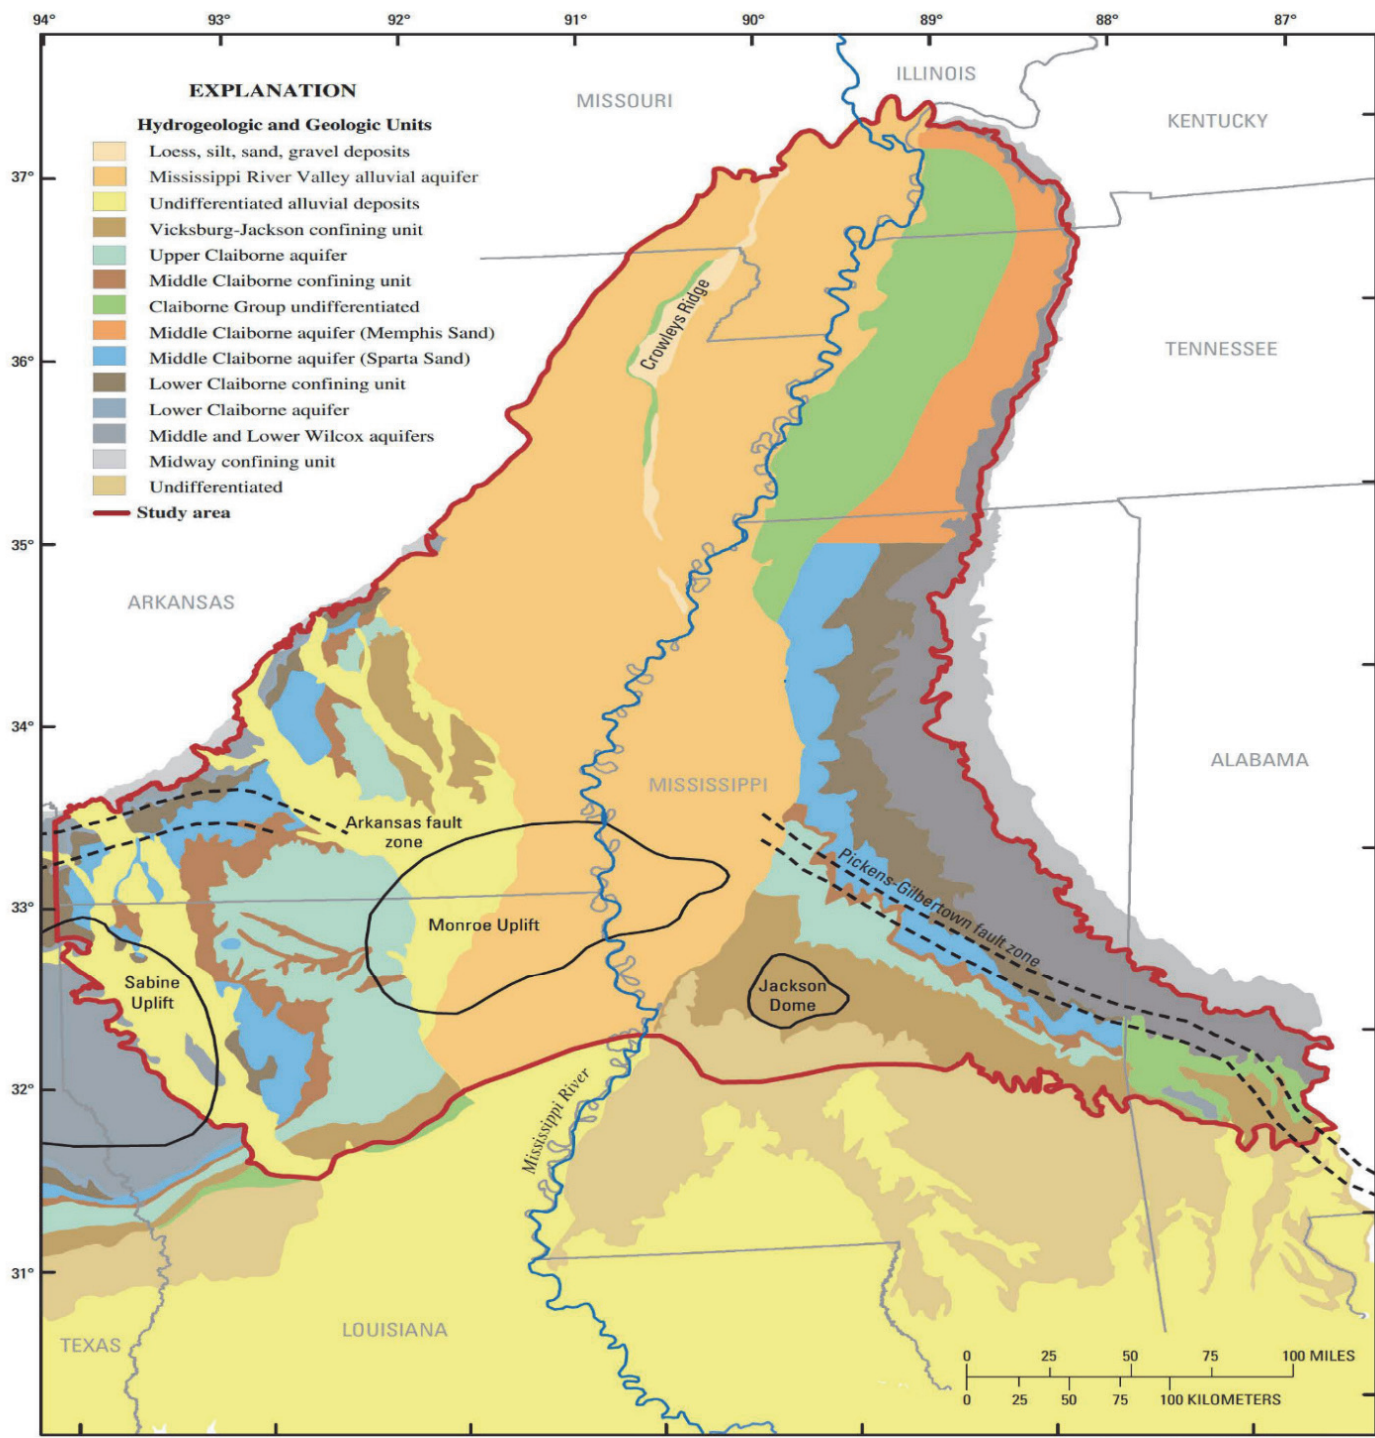 94° 93° 92° 91° 90° 89° 88° 87°
ILLINOIS
MISSOURI
KENTUCKY
EXPLANATION
Hydrogeologic and Geologic Units
Loess, silt, sand, gravel deposits
Mississippi River Valley alluvial aquifer
Undifferentiated alluvial deposits
Vicksburg-Jackson confining unit
Upper Claiborne aquifer
Middle Claiborne confining unit
Claiborne Group undifferentiated
Middle Claiborne aquifer (Memphis Sand)
Middle Claiborne aquifer (Sparta Sand)
Lower Claiborne confining unit
Lower Claiborne aquifer
Middle and Lower Wilcox aquifers
Midway confining unit
Undifferentiated
Study area
37°
Crowleys Ridge
TENNESSEE
36°
35°
ARKANSAS
34°
ALABAMA
MISSISSIPPI
Arkansas fault
zone
Pickens-Gilbertown fault zone
33°
Monroe Uplift
Sabine
Uplift
Jackson
Dome
32°
Mississippi River
31°
LOUISIANA
TEXAS
0 25 50 75 100 MILES
0 25 50 75 100 KILOMETERS